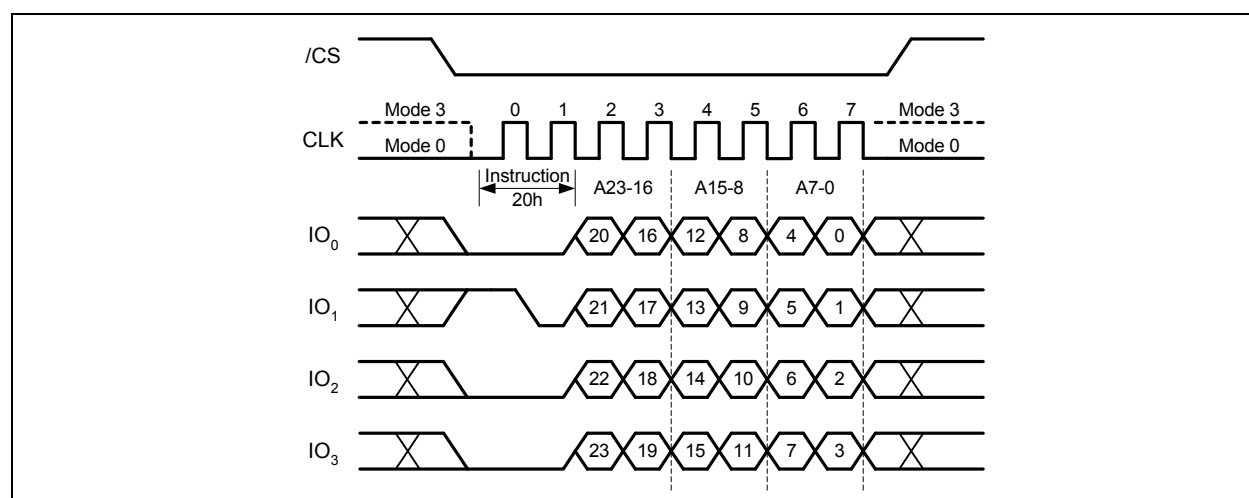 /CS
Mode 3 0 1 2 3 4 5 6 7 Mode 3
CLK
Mode 0 Mode 0
Instruction
20h
A23-16 A15-8 A7-0
IO0 20 16 12 8 4 0
IO1 21 17 13 9 5 1
IO2 22 18 14 10 6 2
IO3 23 19 15 11 7 3